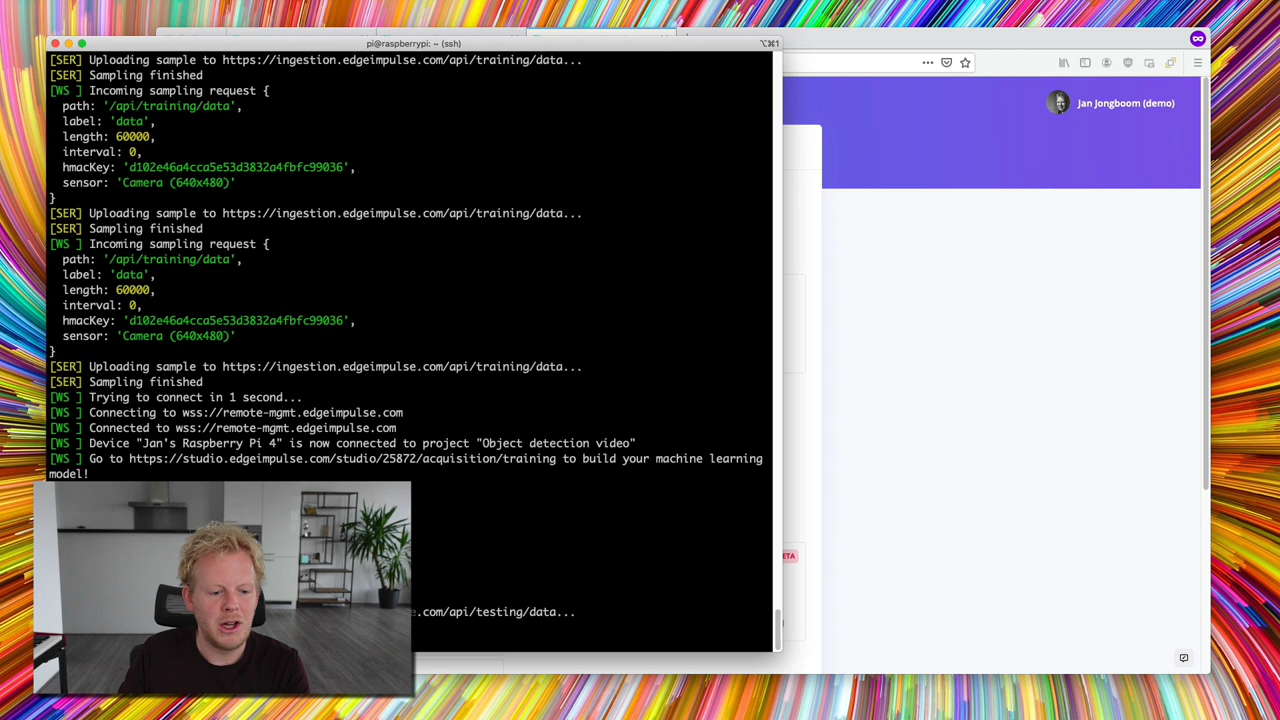 pi@raspberrypi: ~ (ssh)
⌥⌘1
[SER] Uploading sample to https://ingestion.edgeimpulse.com/api/training/data...
[SER] Sampling finished
[WS ] Incoming sampling request {
path: '/api/training/data',
label: 'data',
length: 60000,
interval: 0,
hmacKey: 'd102e46a4cca5e53d3832a4fbfc99036',
sensor: 'Camera (640x480)'
}
[SER] Uploading sample to https://ingestion.edgeimpulse.com/api/training/data...
[SER] Sampling finished
[WS ] Incoming sampling request {
path: '/api/training/data',
label: 'data',
length: 60000,
interval: 0,
hmacKey: 'd102e46a4cca5e53d3832a4fbfc99036',
sensor: 'Camera (640x480)'
}
[SER] Uploading sample to https://ingestion.edgeimpulse.com/api/training/data...
[SER] Sampling finished
[WS ] Trying to connect in 1 second...
[WS ] Connecting to wss://remote-mgmt.edgeimpulse.com
[WS ] Connected to wss://remote-mgmt.edgeimpulse.com
[WS ] Device "Jan's Raspberry Pi 4" is now connected to project "Object detection video"
[WS ] Go to https://studio.edgeimpulse.com/studio/25872/acquisition/training to build your machine learning
model!
.com/api/testing/data...
Jan Jongboom (demo)
ETA